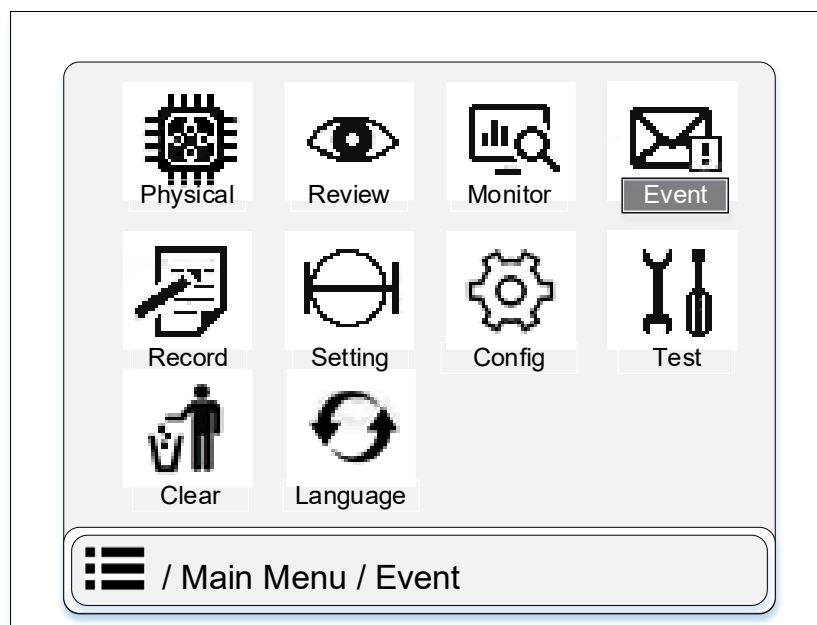 Physical Review Monitor Event
Record Setting Config Test
Clear Language
/ Main Menu / Event